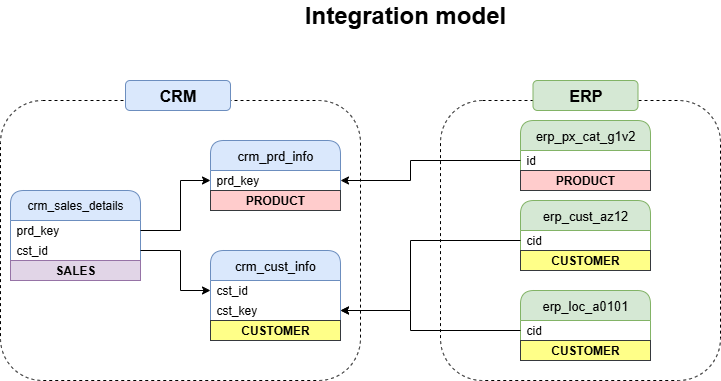 Integration model
CRM
crm_sales_details
prd_key
cst_id
SALES
crm_prd_info
prd_key
PRODUCT
crm_cust_info
cst_id
cst_key
CUSTOMER
ERP
erp_px_cat_g1v2
id
PRODUCT
erp_cust_az12
cid
CUSTOMER
erp_loc_a0101
cid
CUSTOMER